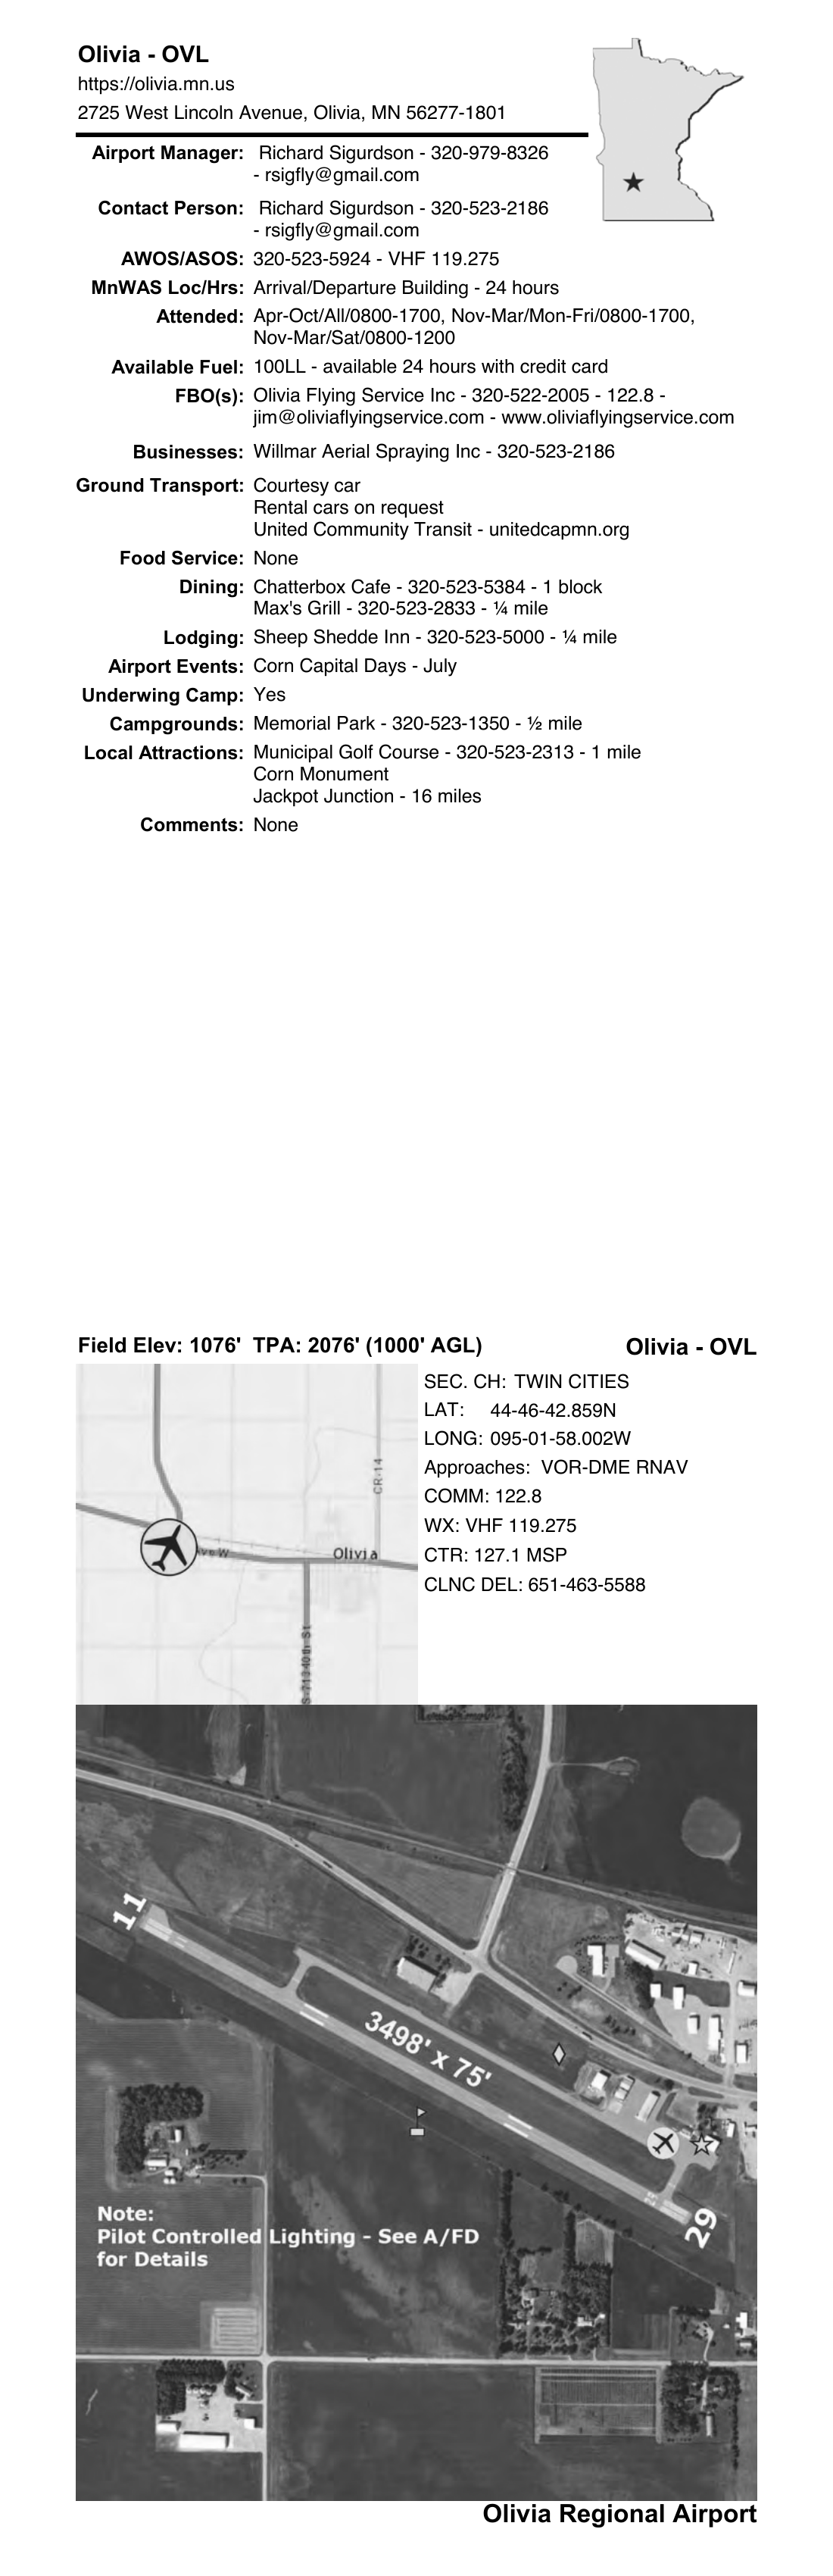 Olivia - OVL
https://olivia.mn.us
2725 West Lincoln Avenue, Olivia, MN 56277-1801
Airport Manager: Richard Sigurdson - 320-979-8326
- rsigfly@gmail.com
Contact Person: Richard Sigurdson - 320-523-2186
- rsigfly@gmail.com
AWOS/ASOS: 320-523-5924 - VHF 119.275
MnWAS Loc/Hrs: Arrival/Departure Building - 24 hours
Attended: Apr-Oct/All/0800-1700, Nov-Mar/Mon-Fri/0800-1700,
Nov-Mar/Sat/0800-1200
Available Fuel: 100LL - available 24 hours with credit card
FBO(s): Olivia Flying Service Inc - 320-522-2005 - 122.8 -
jim@oliviaflyingservice.com - www.oliviaflyingservice.com
Businesses: Willmar Aerial Spraying Inc - 320-523-2186
Ground Transport: Courtesy car
Rental cars on request
United Community Transit - unitedcapmn.org
Food Service: None
Dining: Chatterbox Cafe - 320-523-5384 - 1 block
Max's Grill - 320-523-2833 - ¼ mile
Lodging: Sheep Shedde Inn - 320-523-5000 - ¼ mile
Airport Events: Corn Capital Days - July
Underwing Camp: Yes
Campgrounds: Memorial Park - 320-523-1350 - ½ mile
Local Attractions: Municipal Golf Course - 320-523-2313 - 1 mile
Corn Monument
Jackpot Junction - 16 miles
Comments: None
Field Elev: 1076' TPA: 2076' (1000' AGL)
Olivia - OVL
SEC. CH: TWIN CITIES
LAT: 44-46-42.859N
LONG: 095-01-58.002W
Approaches: VOR-DME RNAV
COMM: 122.8
WX: VHF 119.275
CTR: 127.1 MSP
CLNC DEL: 651-463-5588
CR-14
Olivia
11
3498' x 75'
29
Note:
Pilot Controlled Lighting - See A/FD
for Details
Olivia Regional Airport